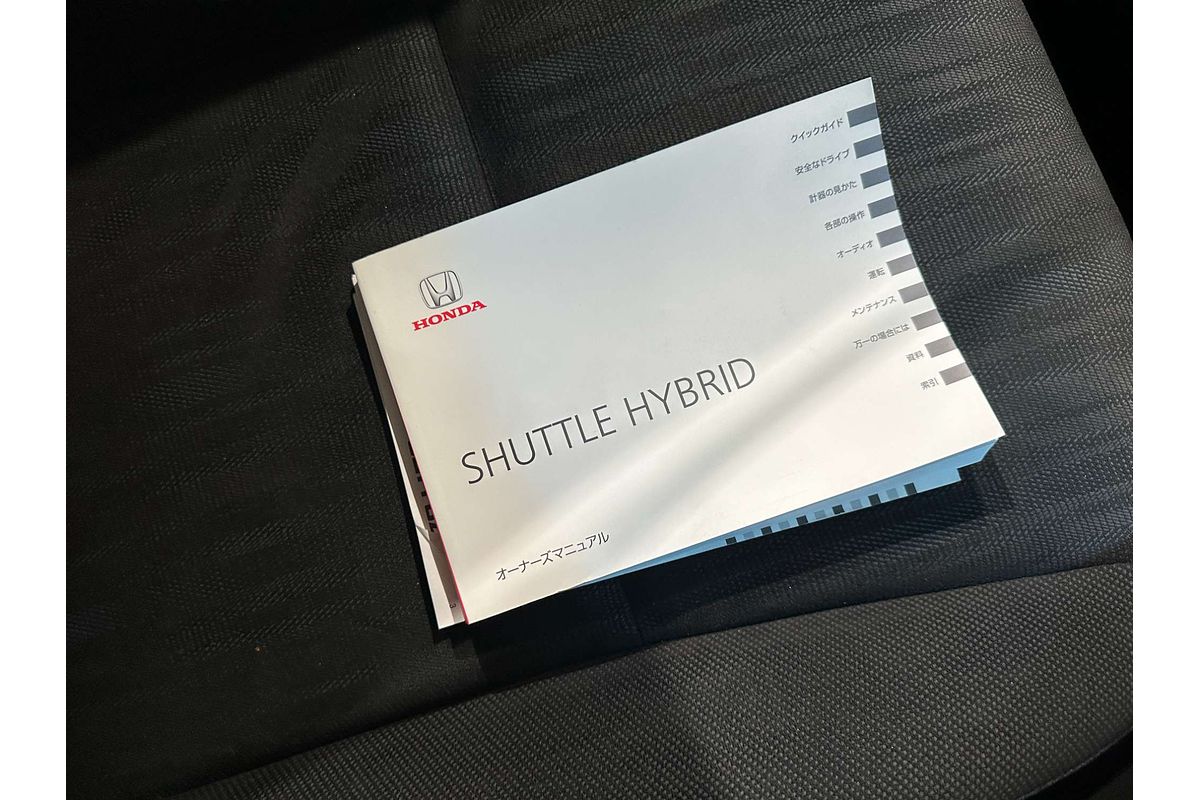 HONDA
SHUTTLE HYBRID
オーナーズマニュアル
クイックガイド
安全なドライブ
計器の見かた
各部の操作
オーディオ
運転
メンテナンス
万一の場合には
資料
索引